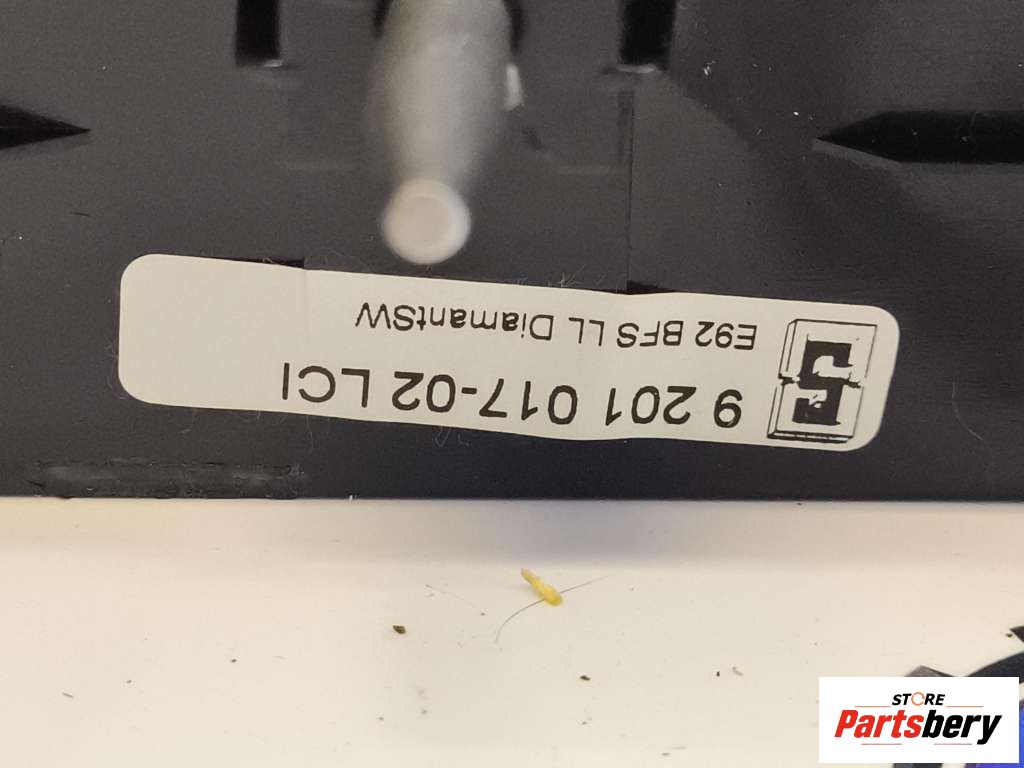 E92 BFS LL DiamantSW
9 201 017-02 LCI
STORE
Partsbery